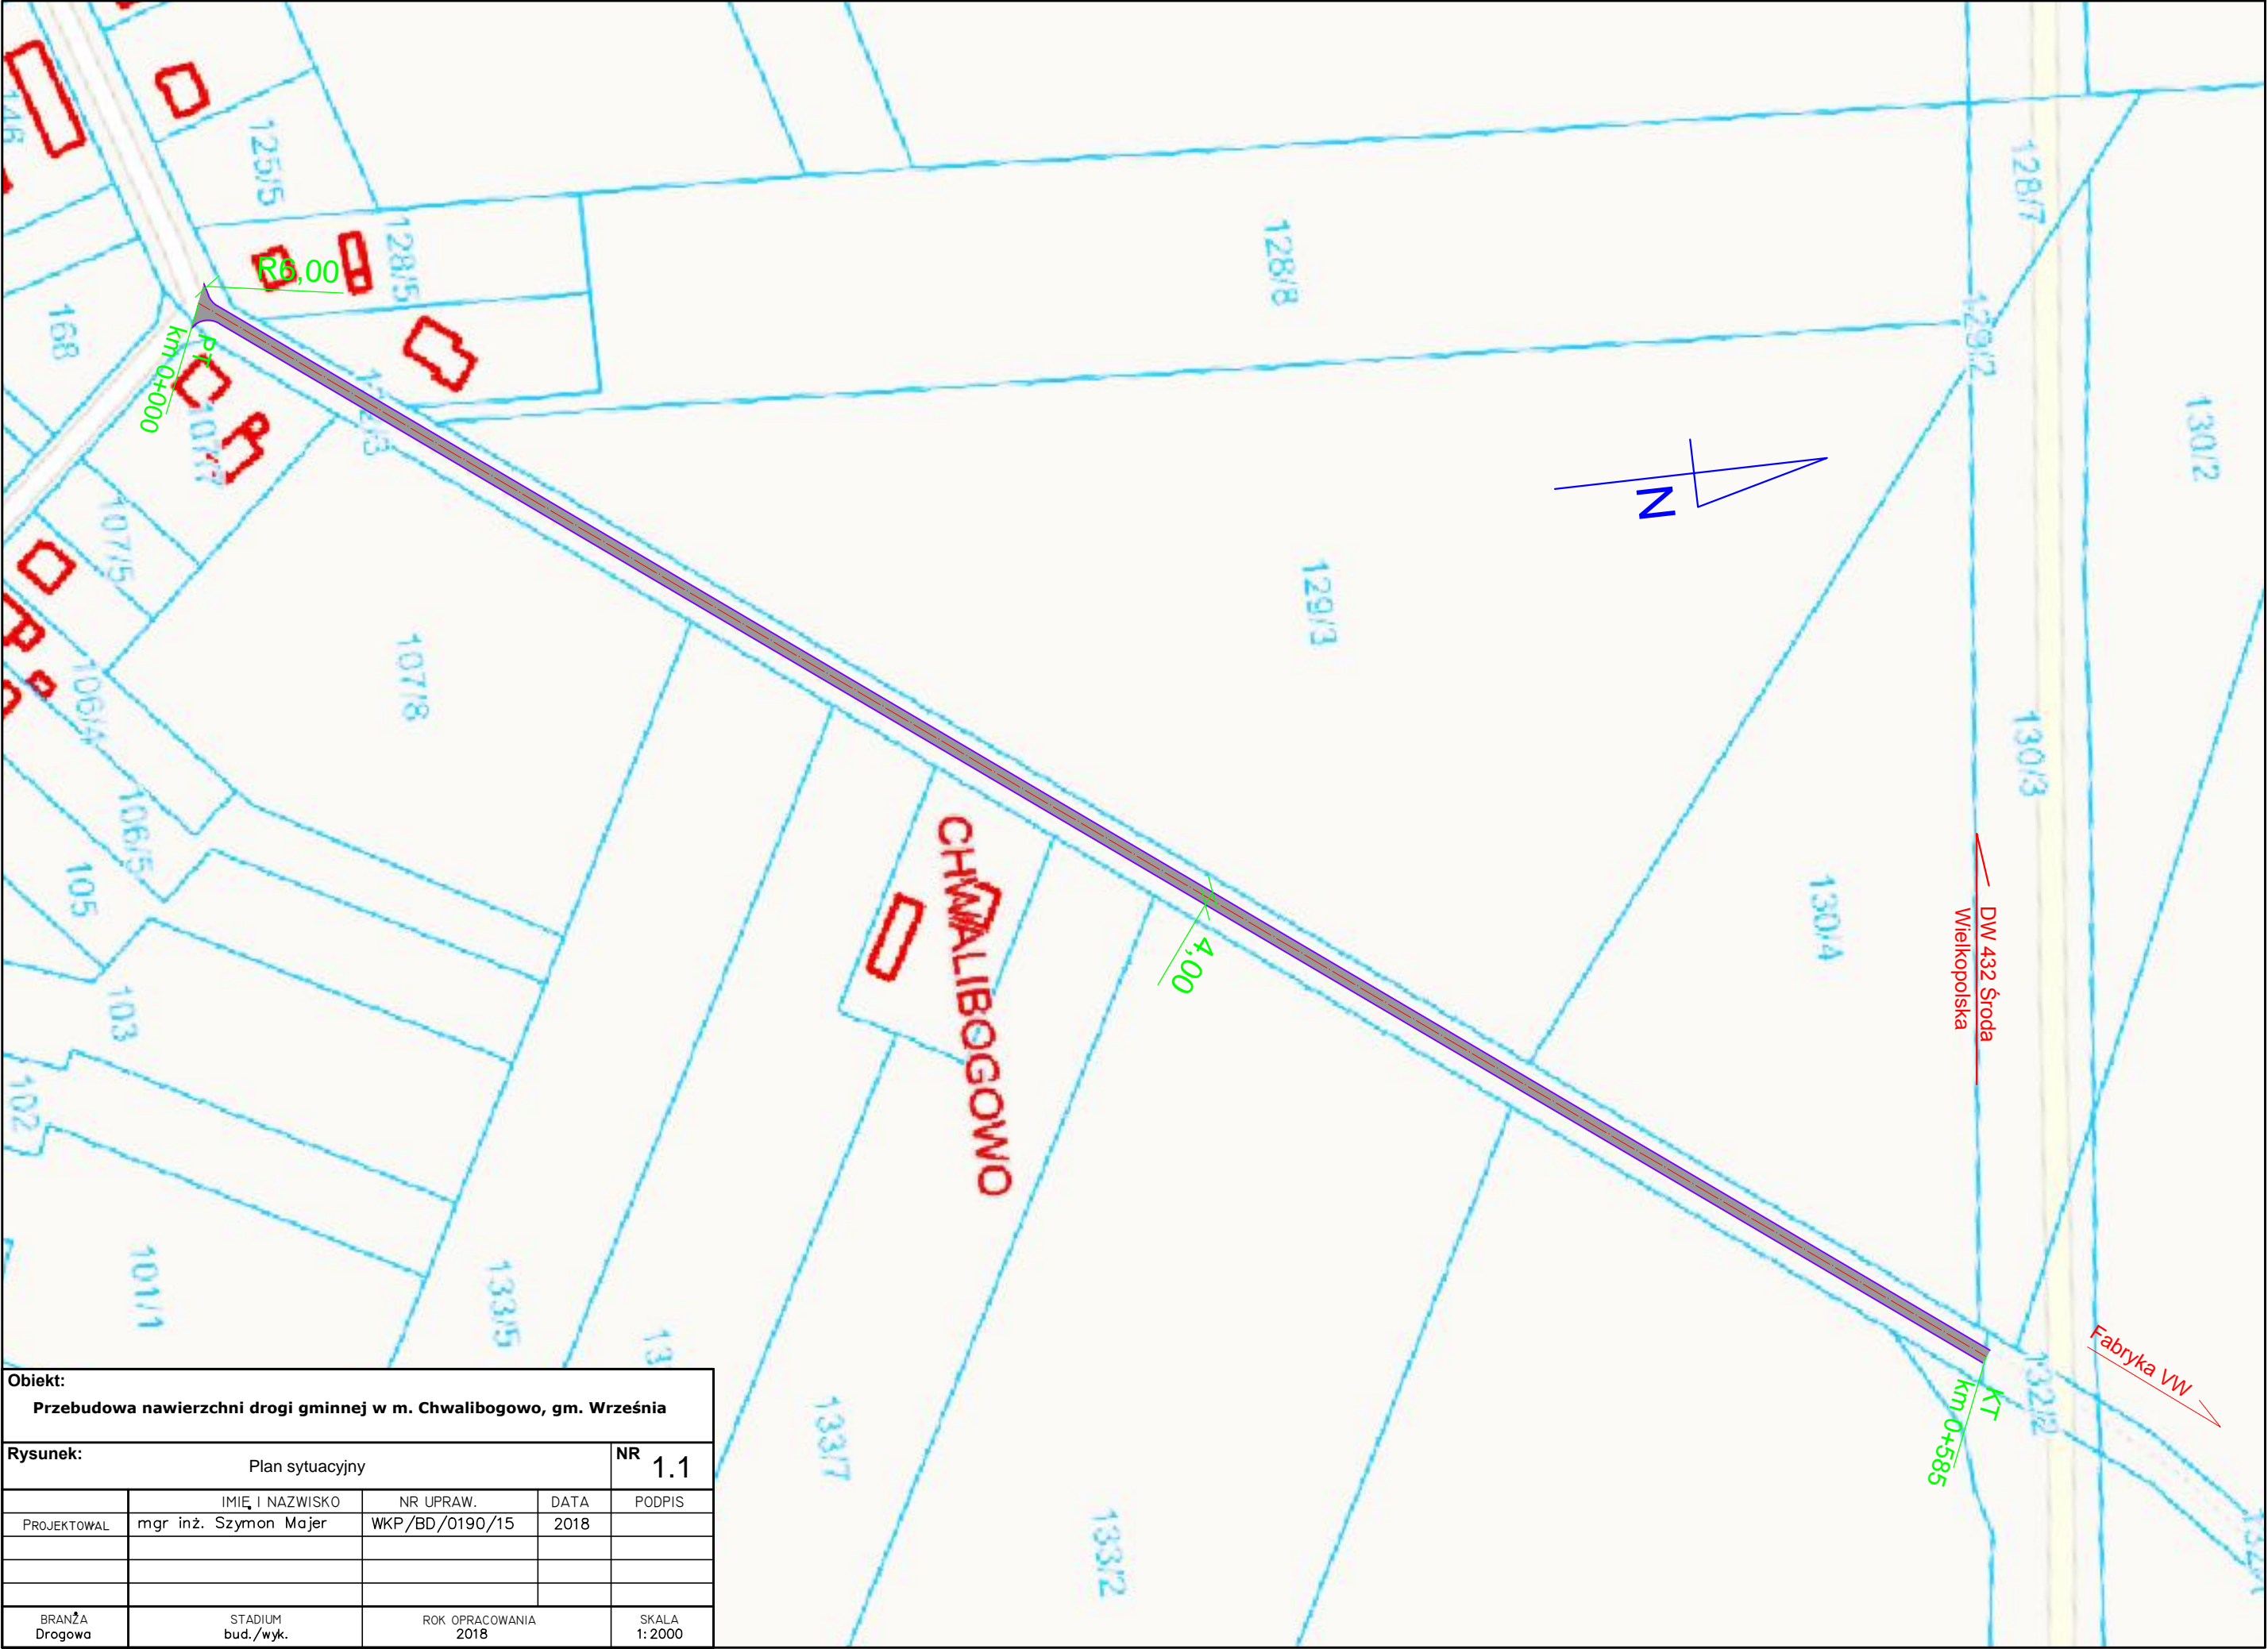 146
125/5
128/5
R6,00
168
PT
km 0+000
107/7
107/5
106/4
106/5
105
103
102
101/1
107/8
133/5
13
133/7
133/2
CHWALIBOGOWO
4,00
128/8
129/3
N
128/7
129/2
130/2
130/3
130/4
DW 432 Środa
Wielkopolska
Fabryka VW
132/2
KT
km 0+585
Obiekt:
Przebudowa nawierzchni drogi gminnej w m. Chwalibogowo, gm. Września
Rysunek:
Plan sytuacyjny
NR 1.1
IMIĘ I NAZWISKO NR UPRAW. DATA PODPIS
PROJEKTOWAŁ mgr inż. Szymon Majer WKP/BD/0190/15 2018
BRANŻA STADIUM ROK OPRACOWANIA SKALA
Drogowa bud./wyk. 2018 1:2000